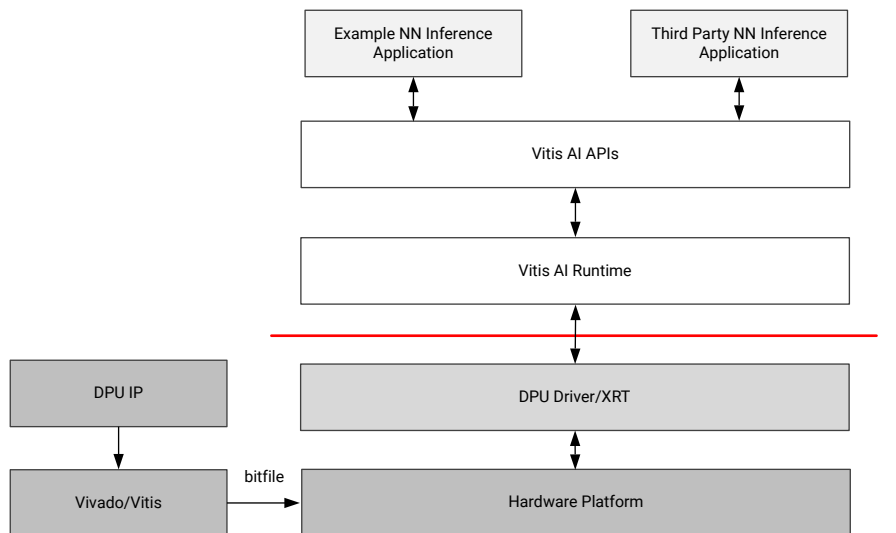 Example NN Inference
Application
Third Party NN Inference
Application
Vitis AI APIs
Vitis AI Runtime
DPU IP
DPU Driver/XRT
bitfile
Vivado/Vitis
Hardware Platform